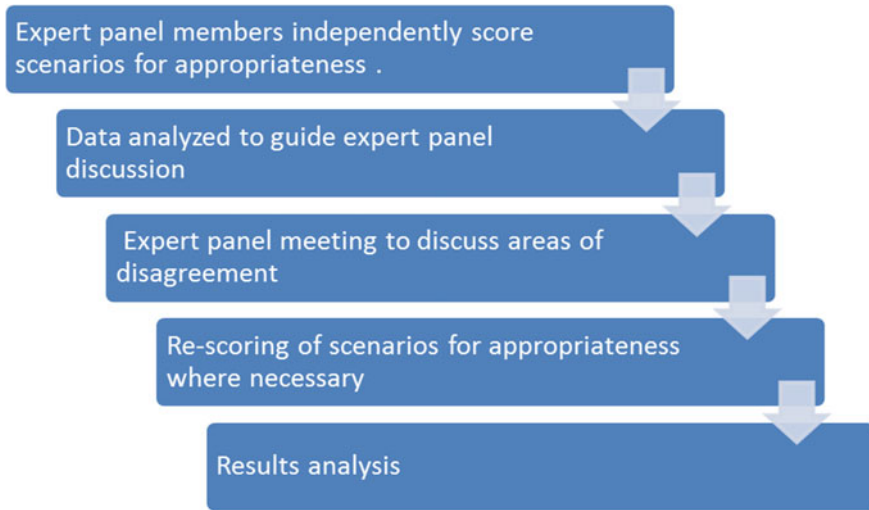 Expert panel members independently score
scenarios for appropriateness .
Data analyzed to guide expert panel
discussion
Expert panel meeting to discuss areas of
disagreement
Re-scoring of scenarios for appropriateness
where necessary
Results analysis